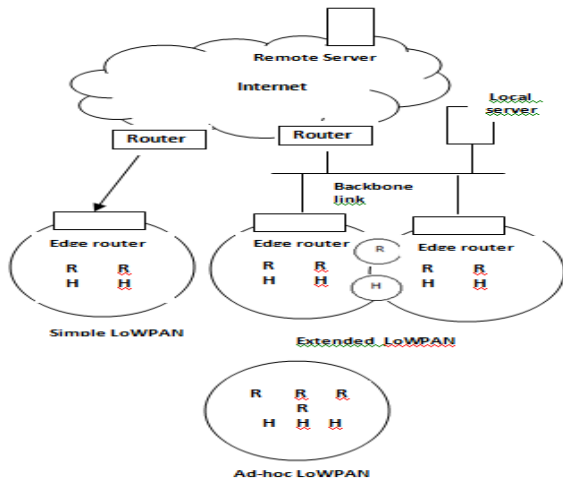 Remote Server
Internet
Local
server
Router
Router
Backbone
link
Edge router
R R
H H
Simple LoWPAN
Edge router
R R
H H
R
H
Edge router
R R
H H
Extended LoWPAN
R R R
R
H H H
Ad-hoc LoWPAN